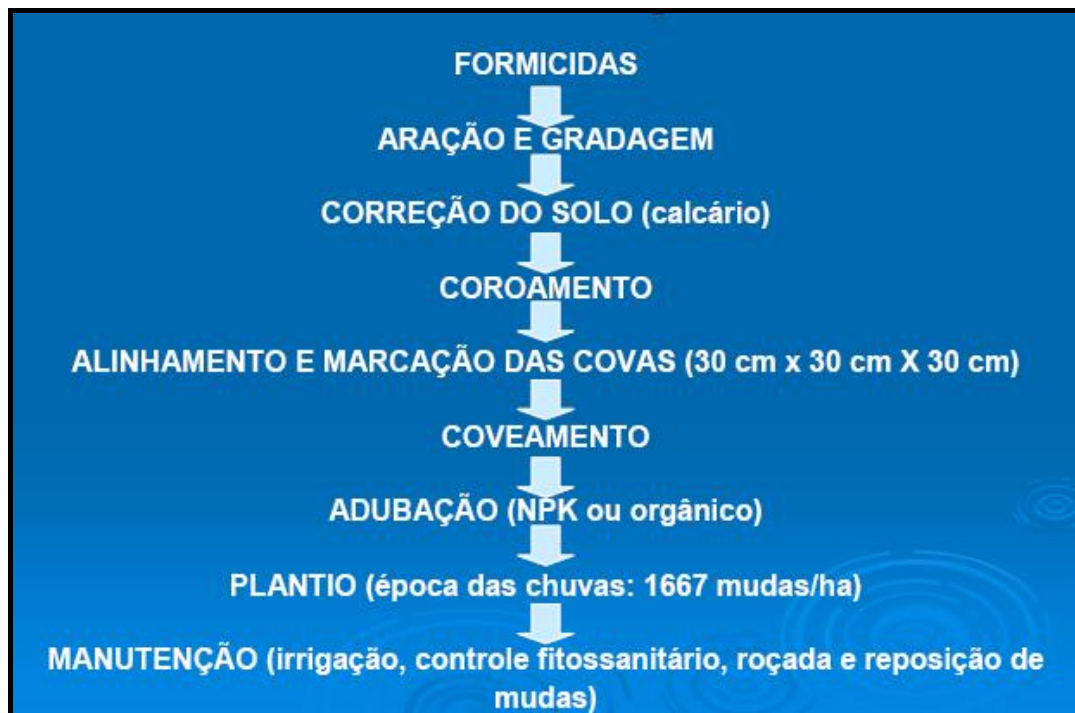 FORMICIDAS
ARAÇÃO E GRADAGEM
CORREÇÃO DO SOLO (calcário)
COROAMENTO
ALINHAMENTO E MARCAÇÃO DAS COVAS (30 cm x 30 cm X 30 cm)
COVEAMENTO
ADUBAÇÃO (NPK ou orgânico)
PLANTIO (época das chuvas: 1667 mudas/ha)
MANUTENÇÃO (irrigação, controle fitossanitário, roçada e reposição de
mudas)